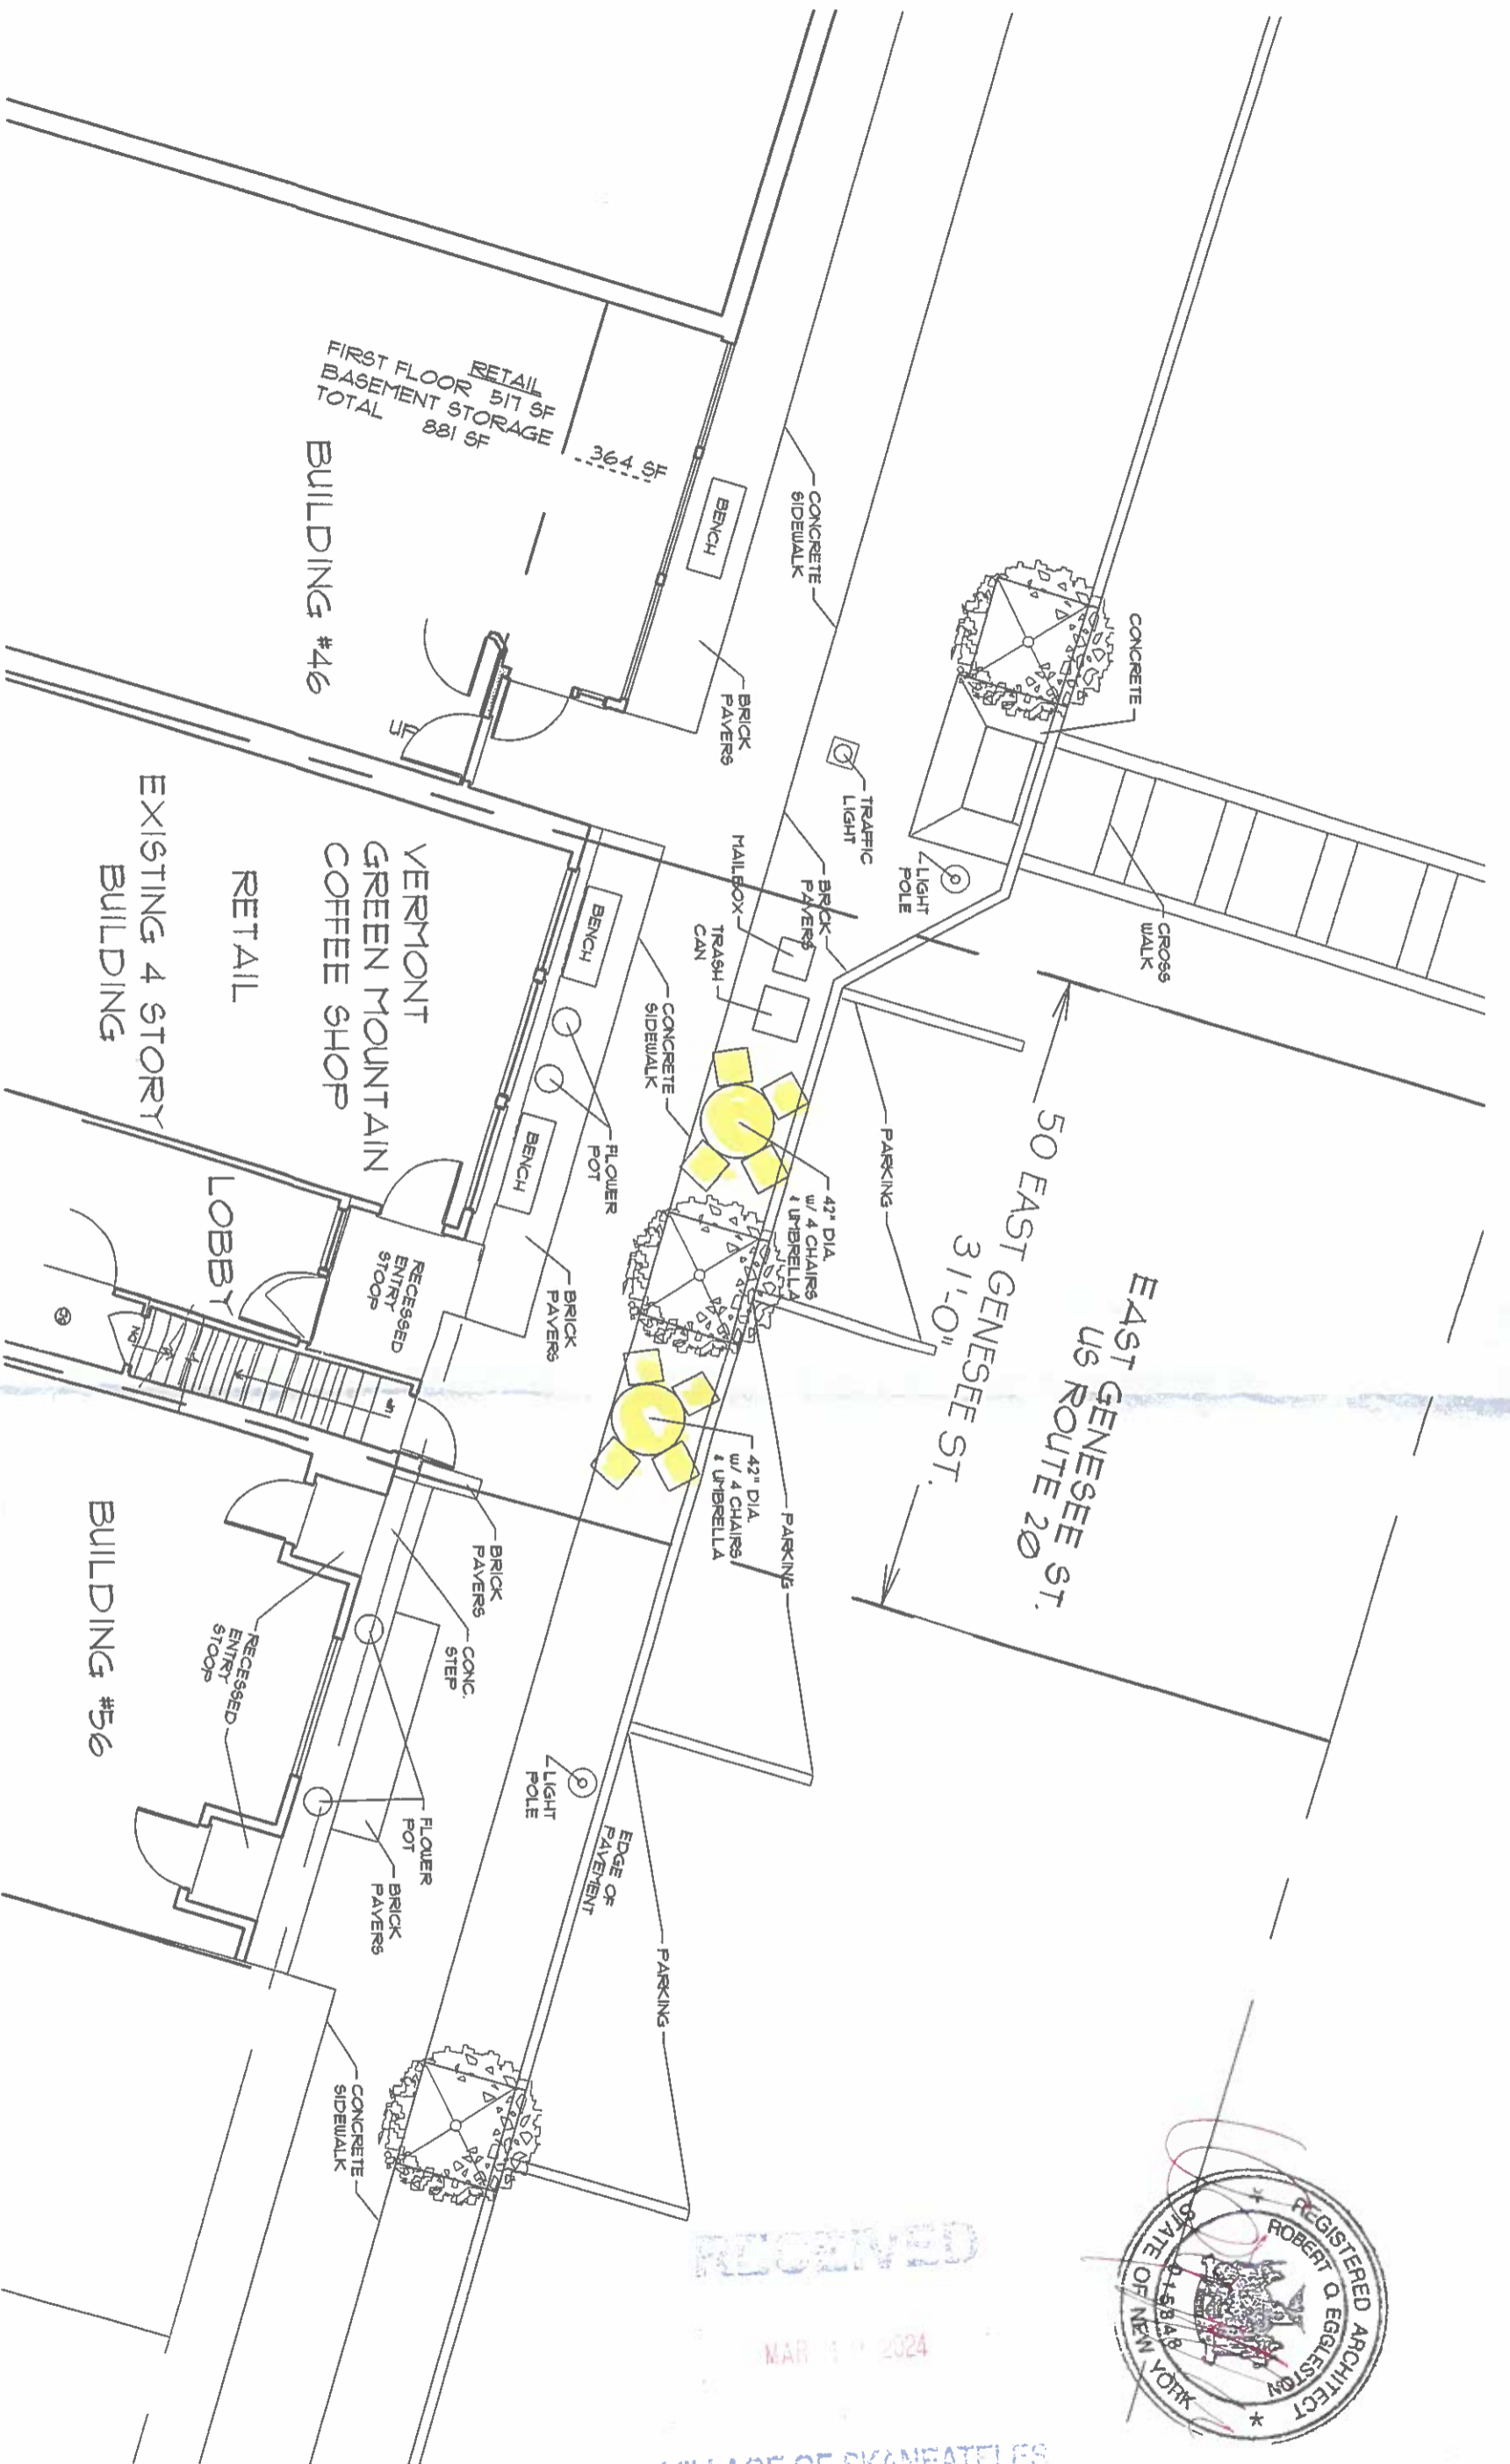 EAST GENESEE ST.
US ROUTE 20
50 EAST GENESEE ST.
31'-0"
CROSS
WALK
CONCRETE
LIGHT
POLE
TRAFFIC
LIGHT
CONCRETE
SIDEWALK
BENCH
BRICK
PAVERS
BRICK
PAVERS
MAILBOX
TRASH
CAN
PARKING
42" DIA.
w/ 4 CHAIRS
& UMBRELLA
PARKING
42" DIA.
w/ 4 CHAIRS
& UMBRELLA
PARKING
EDGE OF
PAVEMENT
LIGHT
POLE
RETAIL
FIRST FLOOR 517 SF
BASEMENT STORAGE 364 SF
TOTAL 881 SF
BUILDING #46
UP
BENCH
CONCRETE
SIDEWALK
FLOWER
POT
BENCH
BRICK
PAVERS
VERMONT
GREEN MOUNTAIN
COFFEE SHOP
RETAIL
EXISTING 4 STORY
BUILDING
LOBBY
RECESSED
ENTRY
STOOP
BRICK
PAVERS
CONC.
STEP
FLOWER
POT
BRICK
PAVERS
RECESSED
ENTRY
STOOP
BUILDING #56
CONCRETE
SIDEWALK
REGISTERED ARCHITECT
ROBERT O. EGGLESTON
STATE OF NEW YORK
RECEIVED
MAR 2024
VILLAGE OF SKANEATELES